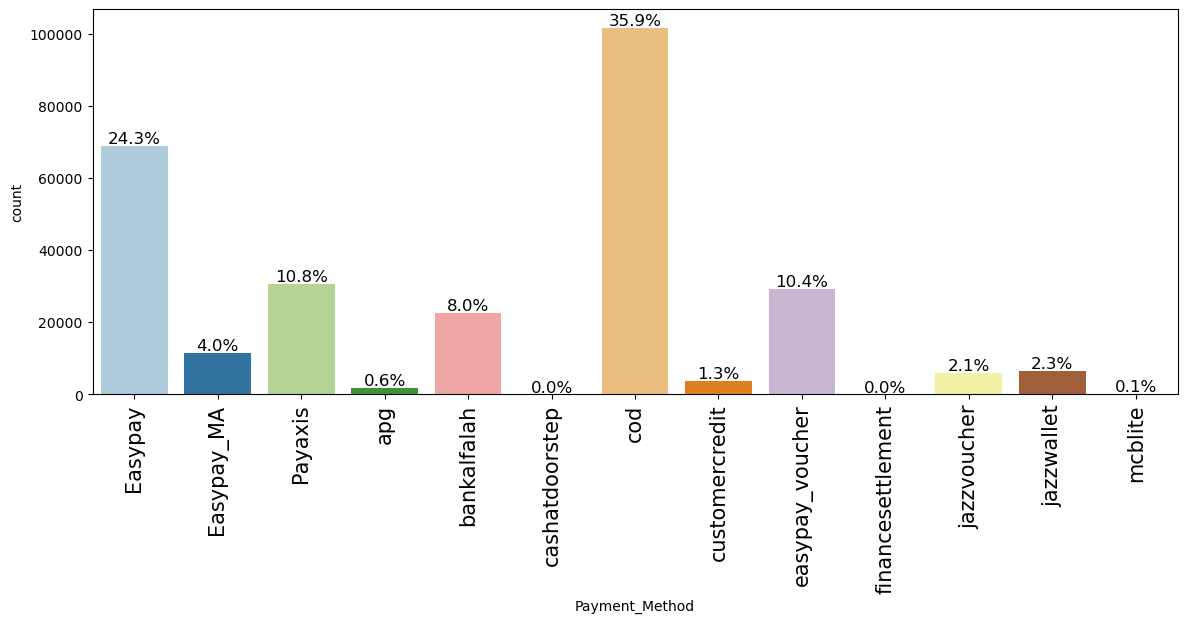 35.9%
100000
80000
24.3%
60000
count
40000
10.8%
10.4%
8.0%
20000
4.0%
2.1%
2.3%
1.3%
0.6%
0.0%
0.0%
0.1%
0
Easypay
Easypay_MA
Payaxis
apg
bankalfalah
cashatdoorstep
cod
customercredit
easypay_voucher
financesettlement
jazzvoucher
jazzwallet
mcblite
Payment_Method